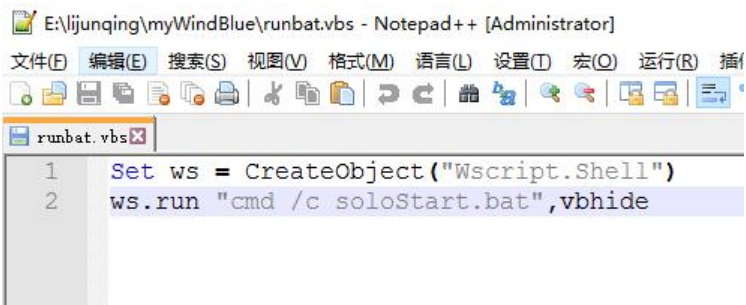 E:\lijunqing\myWindBlue\runbat.vbs - Notepad++ [Administrator]
文件(F) 编辑(E) 搜索(S) 视图(V) 格式(M) 语言(L) 设置(T) 宏(O) 运行(R)
runbat.vbs
1 Set ws = CreateObject("Wscript.Shell")
2 ws.run "cmd /c soloStart.bat",vbhide